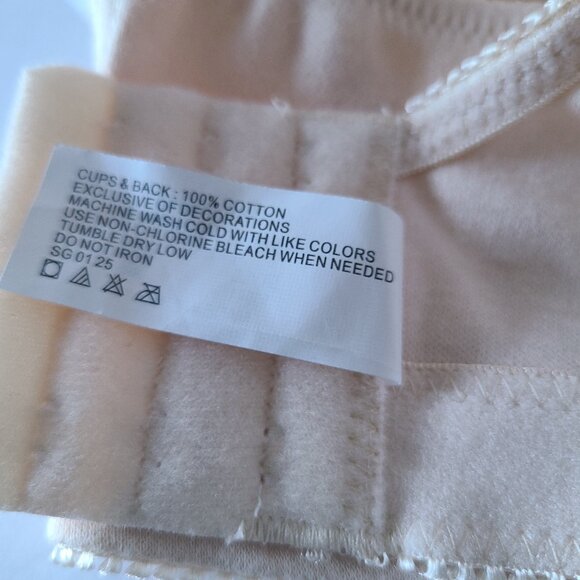 CUPS & BACK : 100% COTTON
EXCLUSIVE OF DECORATIONS
MACHINE WASH COLD WITH LIKE COLORS
USE NON-CHLORINE BLEACH WHEN NEEDED
TUMBLE DRY LOW
DO NOT IRON
SG 01 25